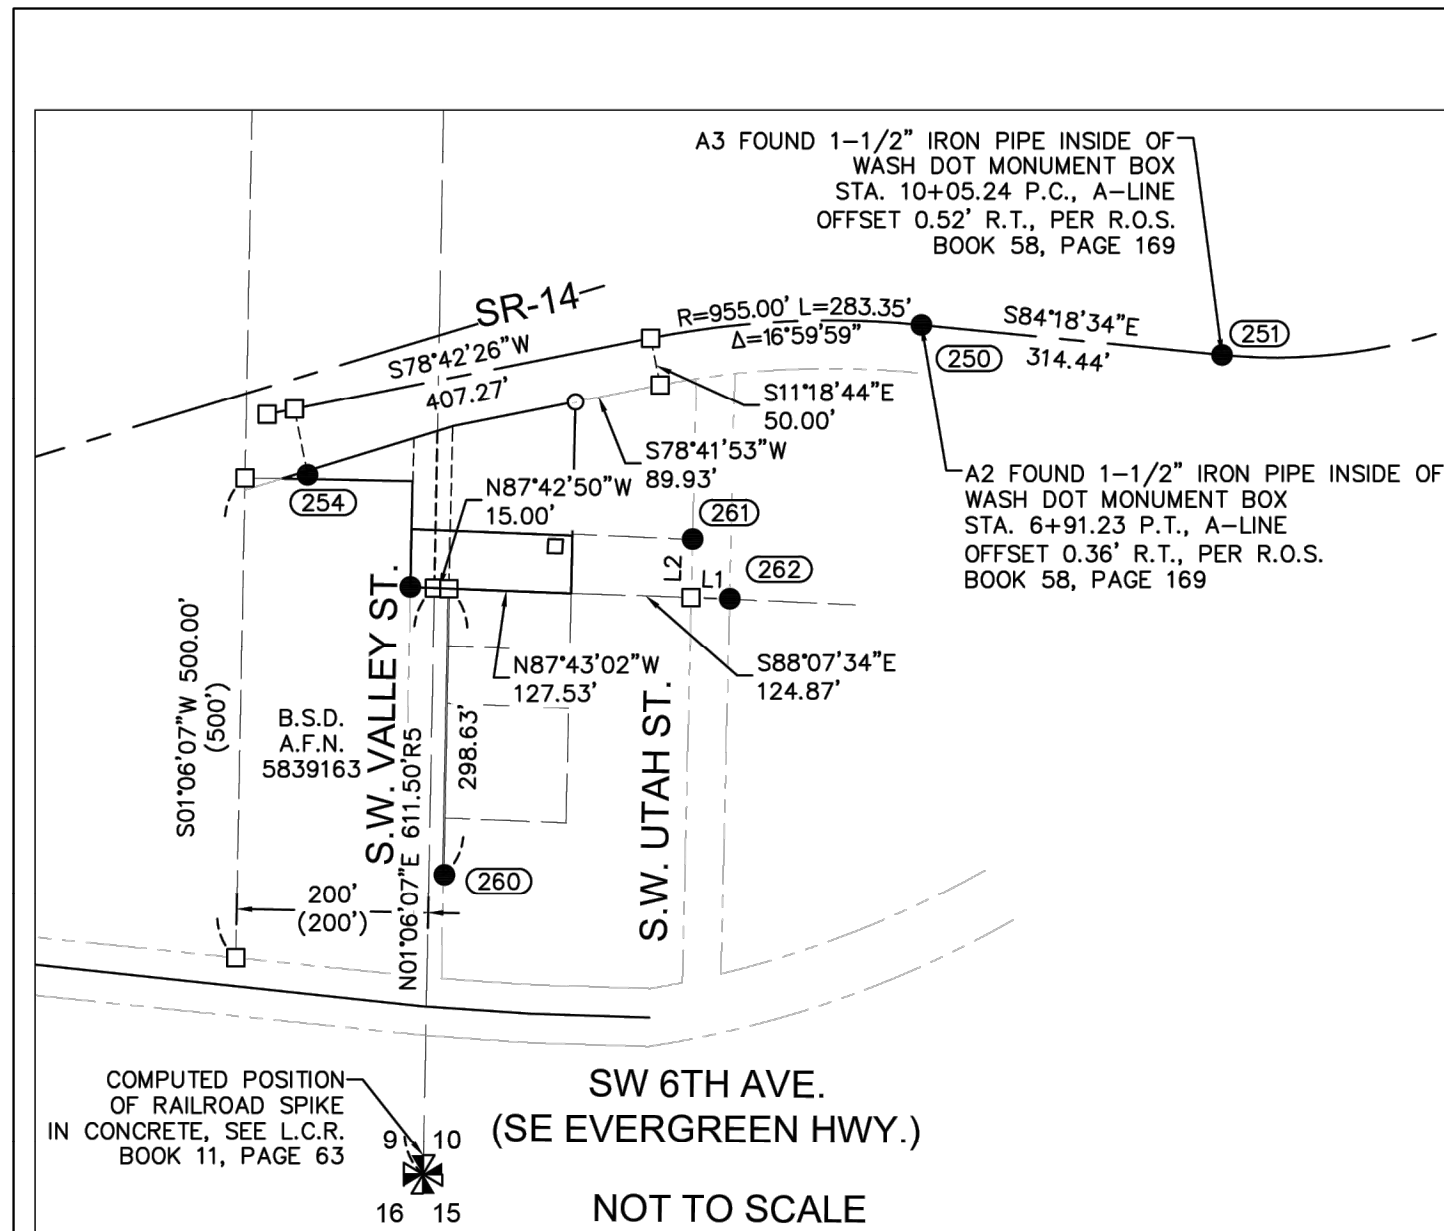 A3 FOUND 1-1/2" IRON PIPE INSIDE OF
WASH DOT MONUMENT BOX
STA. 10+05.24 P.C., A-LINE
OFFSET 0.52' R.T., PER R.O.S.
BOOK 58, PAGE 169
SR-14
R=955.00' L=283.35'
Δ=16°59'59"
S84°18'34"E
314.44'
251
250
S78°42'26"W
407.27'
S11°18'44"E
50.00'
S78°41'53"W
89.93'
A2 FOUND 1-1/2" IRON PIPE INSIDE OF
WASH DOT MONUMENT BOX
STA. 6+91.23 P.T., A-LINE
OFFSET 0.36' R.T., PER R.O.S.
BOOK 58, PAGE 169
254
N87°42'50"W
15.00'
261
262
L2
L1
S.W. VALLEY ST.
N87°43'02"W
127.53'
S88°07'34"E
124.87'
S01°06'07"W 500.00'
(500')
B.S.D.
A.F.N.
5839163
N01°06'07"E 611.50'R5
298.63'
S.W. UTAH ST.
260
200'
(200')
COMPUTED POSITION
OF RAILROAD SPIKE
IN CONCRETE, SEE L.C.R.
BOOK 11, PAGE 63
9 10
16 15
SW 6TH AVE.
(SE EVERGREEN HWY.)
NOT TO SCALE